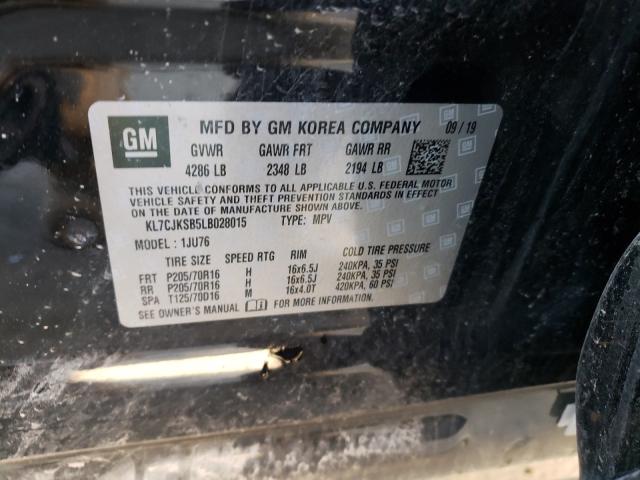 GM MFD BY GM KOREA COMPANY 09 / 19
GVWR GAWR FRT GAWR RR
4286 LB 2348 LB 2194 LB
THIS VEHICLE CONFORMS TO ALL APPLICABLE U.S. FEDERAL MOTOR
VEHICLE SAFETY AND THEFT PREVENTION STANDARDS IN EFFECT
ON THE DATE OF MANUFACTURE SHOWN ABOVE.
KL7CJKSB5LB028015 TYPE: MPV
MODEL : 1JU76
TIRE SIZE SPEED RTG RIM COLD TIRE PRESSURE
FRT P205/70R16 H 16x6.5J 240KPA, 35 PSI
RR P205/70R16 H 16x6.5J 240KPA, 35 PSI
SPA T125/70D16 M 16x4.0T 420KPA, 60 PSI
SEE OWNER'S MANUAL FOR MORE INFORMATION.